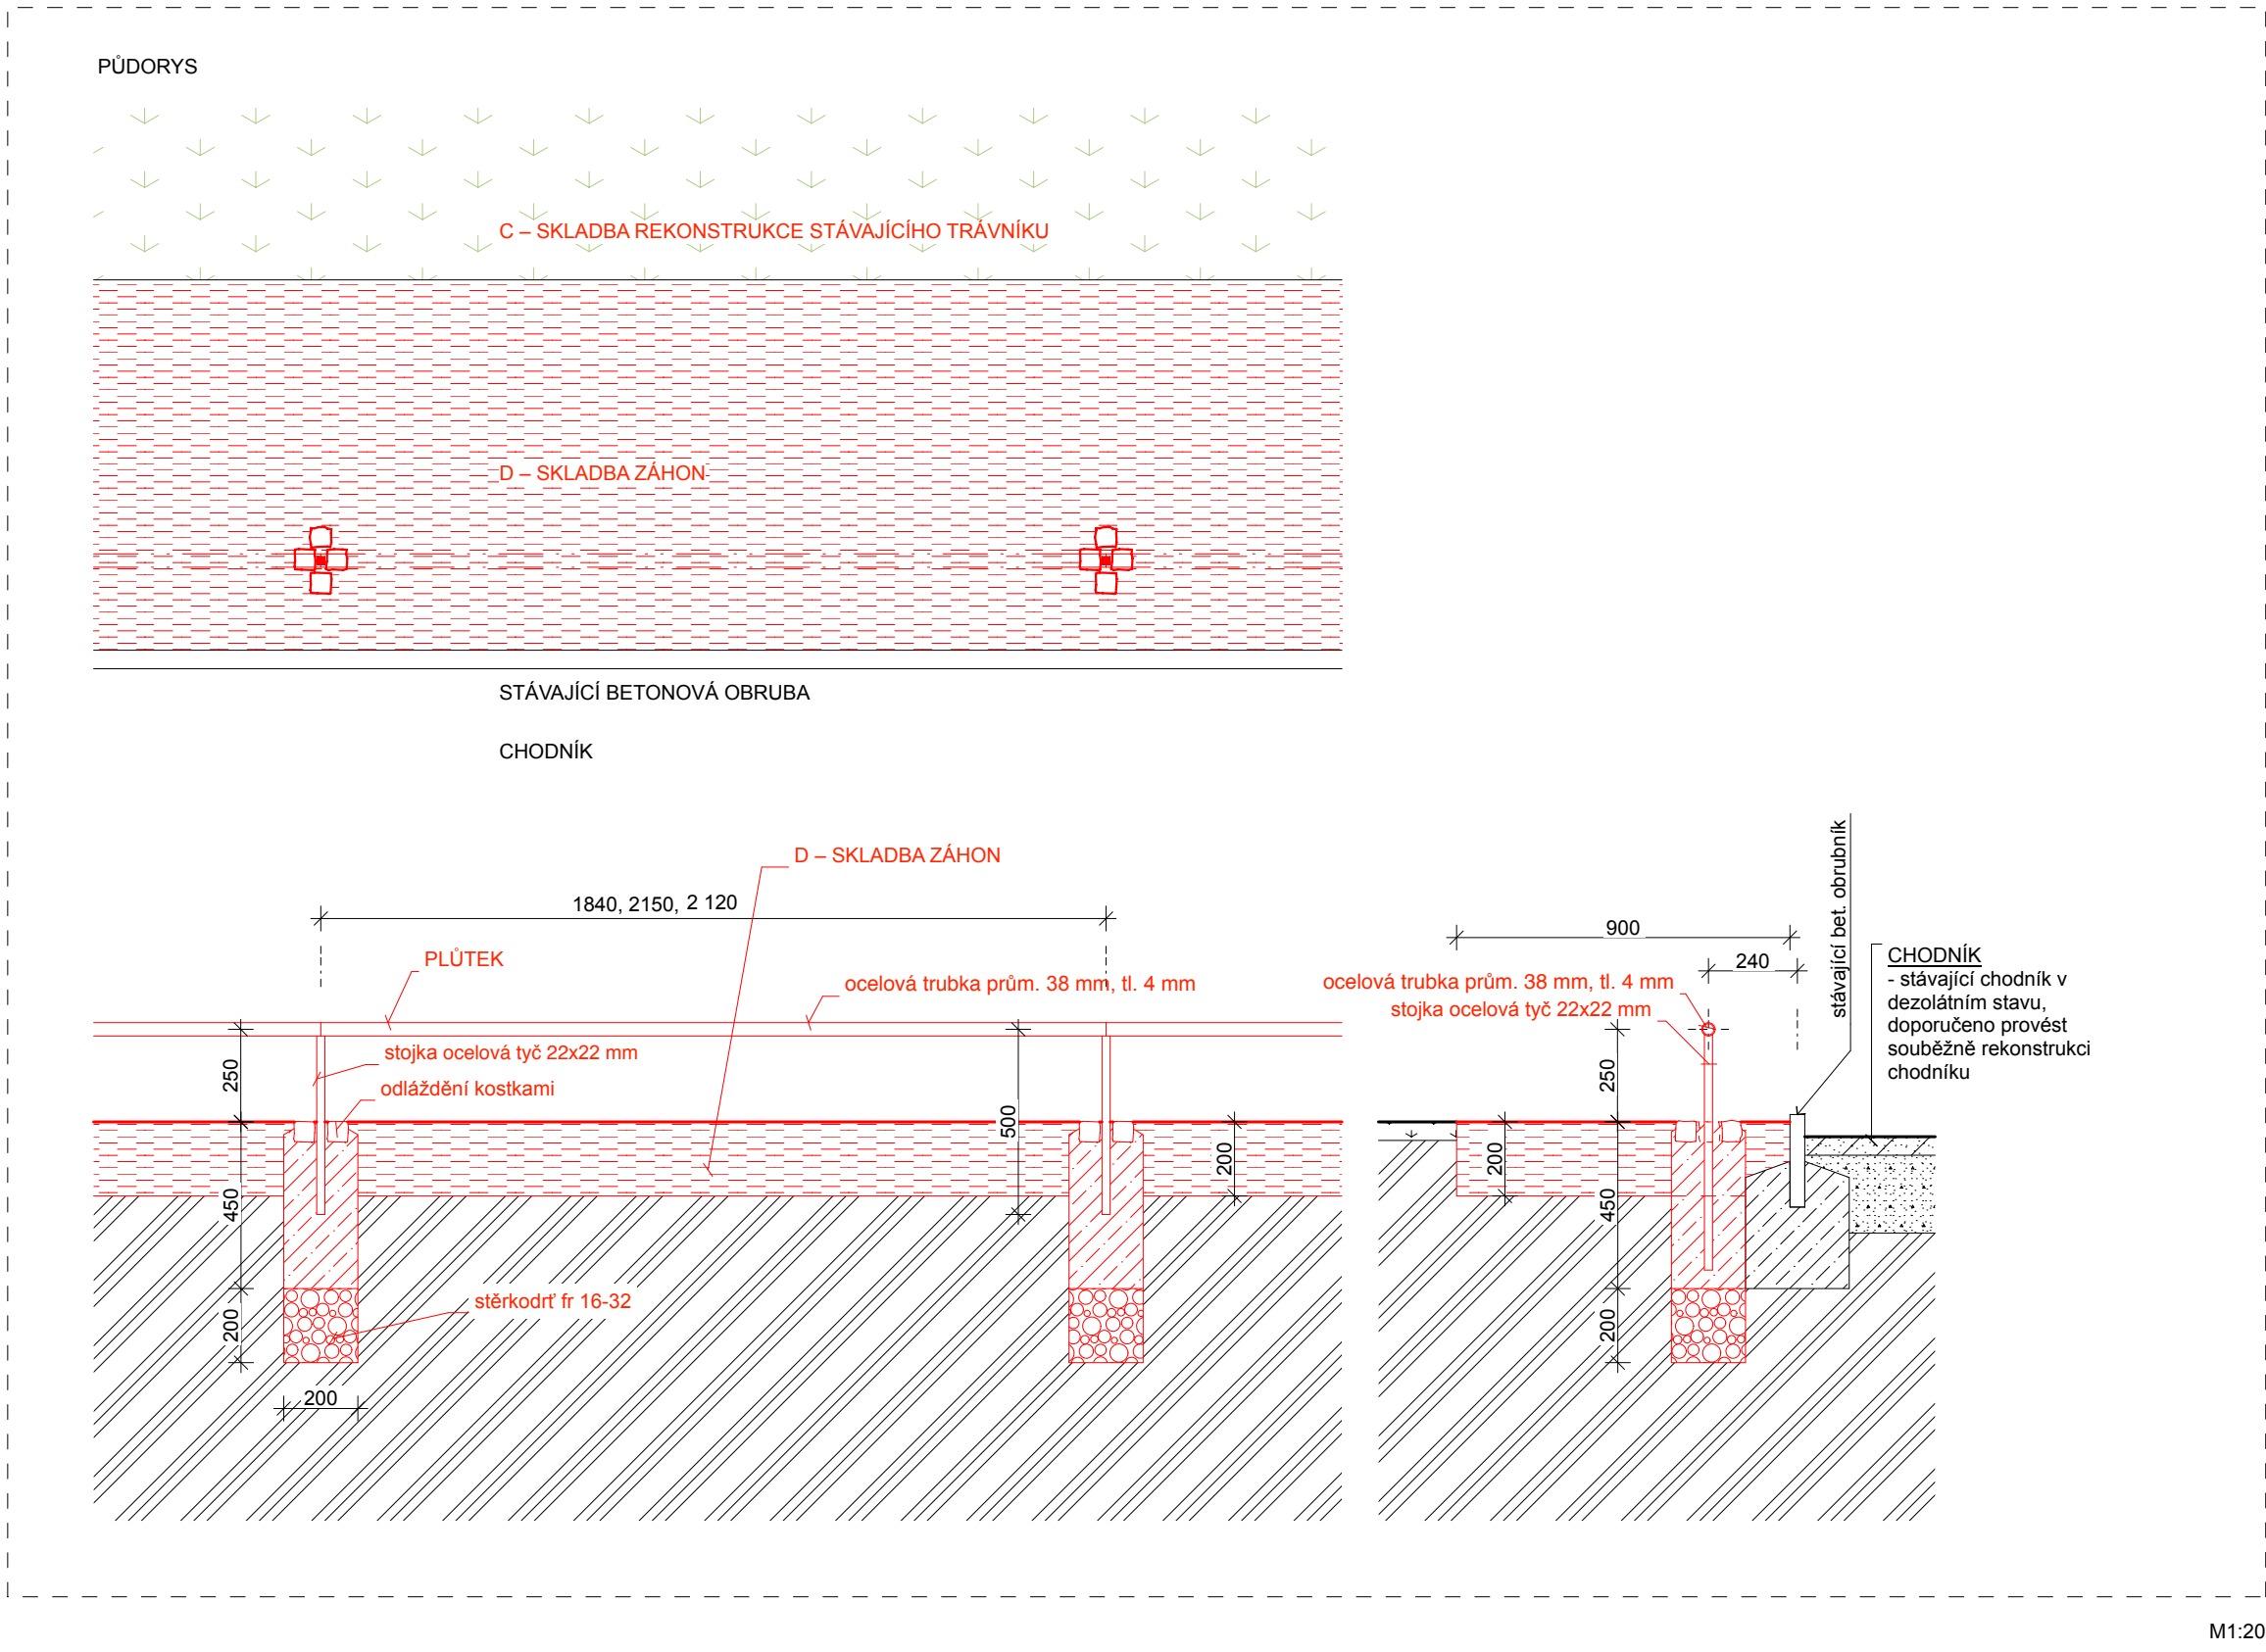 PŮDORYS
C – SKLADBA REKONSTRUKCE STÁVAJÍCÍHO TRÁVNÍKU
D – SKLADBA ZÁHON
STÁVAJÍCÍ BETONOVÁ OBRUBA
CHODNÍK
D – SKLADBA ZÁHON
1840, 2150, 2 120
PLŮTEK
ocelová trubka prům. 38 mm, tl. 4 mm
stojka ocelová tyč 22x22 mm
odláždění kostkami
250
450
200
500
200
stěrkodrť fr 16-32
200
900
240
stávající bet. obrubník
ocelová trubka prům. 38 mm, tl. 4 mm
stojka ocelová tyč 22x22 mm
250
200
450
200
CHODNÍK
- stávající chodník v
dezolátním stavu,
doporučeno provést
souběžně rekonstrukci
chodníku
M1:20